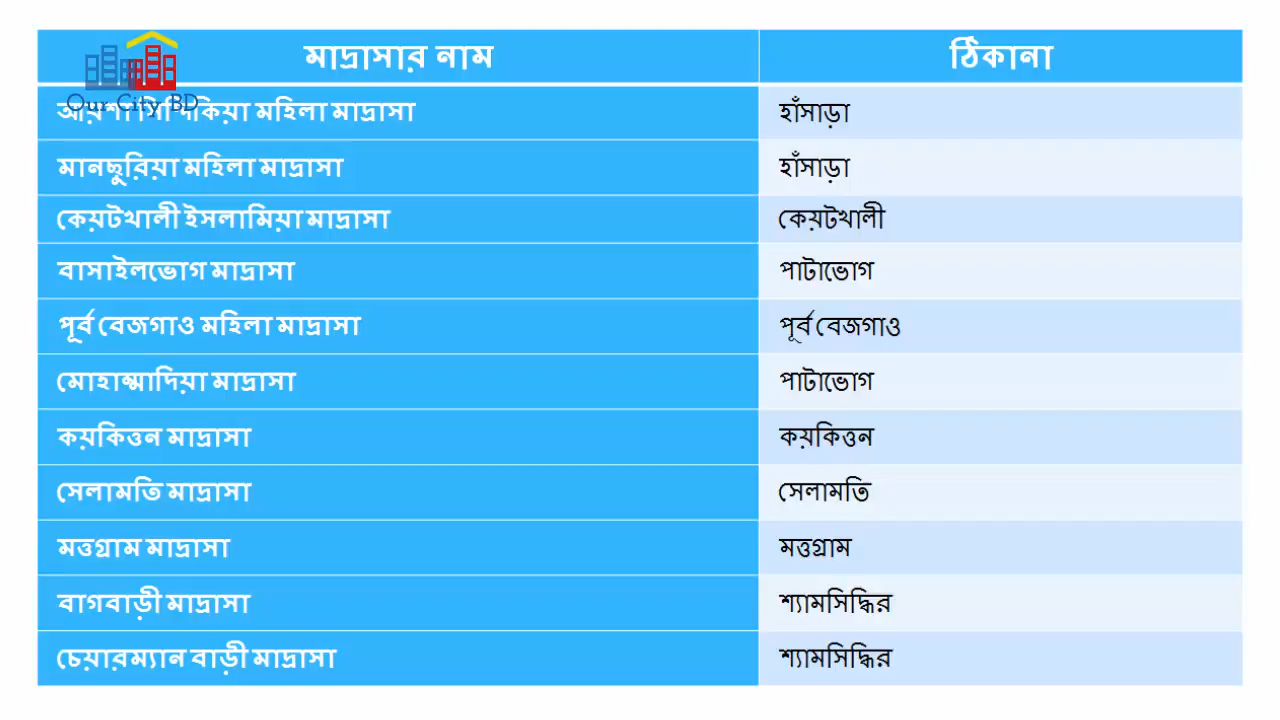 মাদ্রাসার নাম ঠিকানা
Our City BD
মহিলা মাদ্রাসা হাঁসাড়া
মানছুরিয়া মহিলা মাদ্রাসা হাঁসাড়া
কেয়টখালী ইসলামিয়া মাদ্রাসা কেয়টখালী
বাসাইলভোগ মাদ্রাসা পাটাভোগ
পূর্ব বেজগাও মহিলা মাদ্রাসা পূর্ব বেজগাও
মোহাম্মাদিয়া মাদ্রাসা পাটাভোগ
কয়কিত্তন মাদ্রাসা কয়কিত্তন
সেলামতি মাদ্রাসা সেলামতি
মত্তগ্রাম মাদ্রাসা মত্তগ্রাম
বাগবাড়ী মাদ্রাসা শ্যামসিদ্ধির
চেয়ারম্যান বাড়ী মাদ্রাসা শ্যামসিদ্ধির